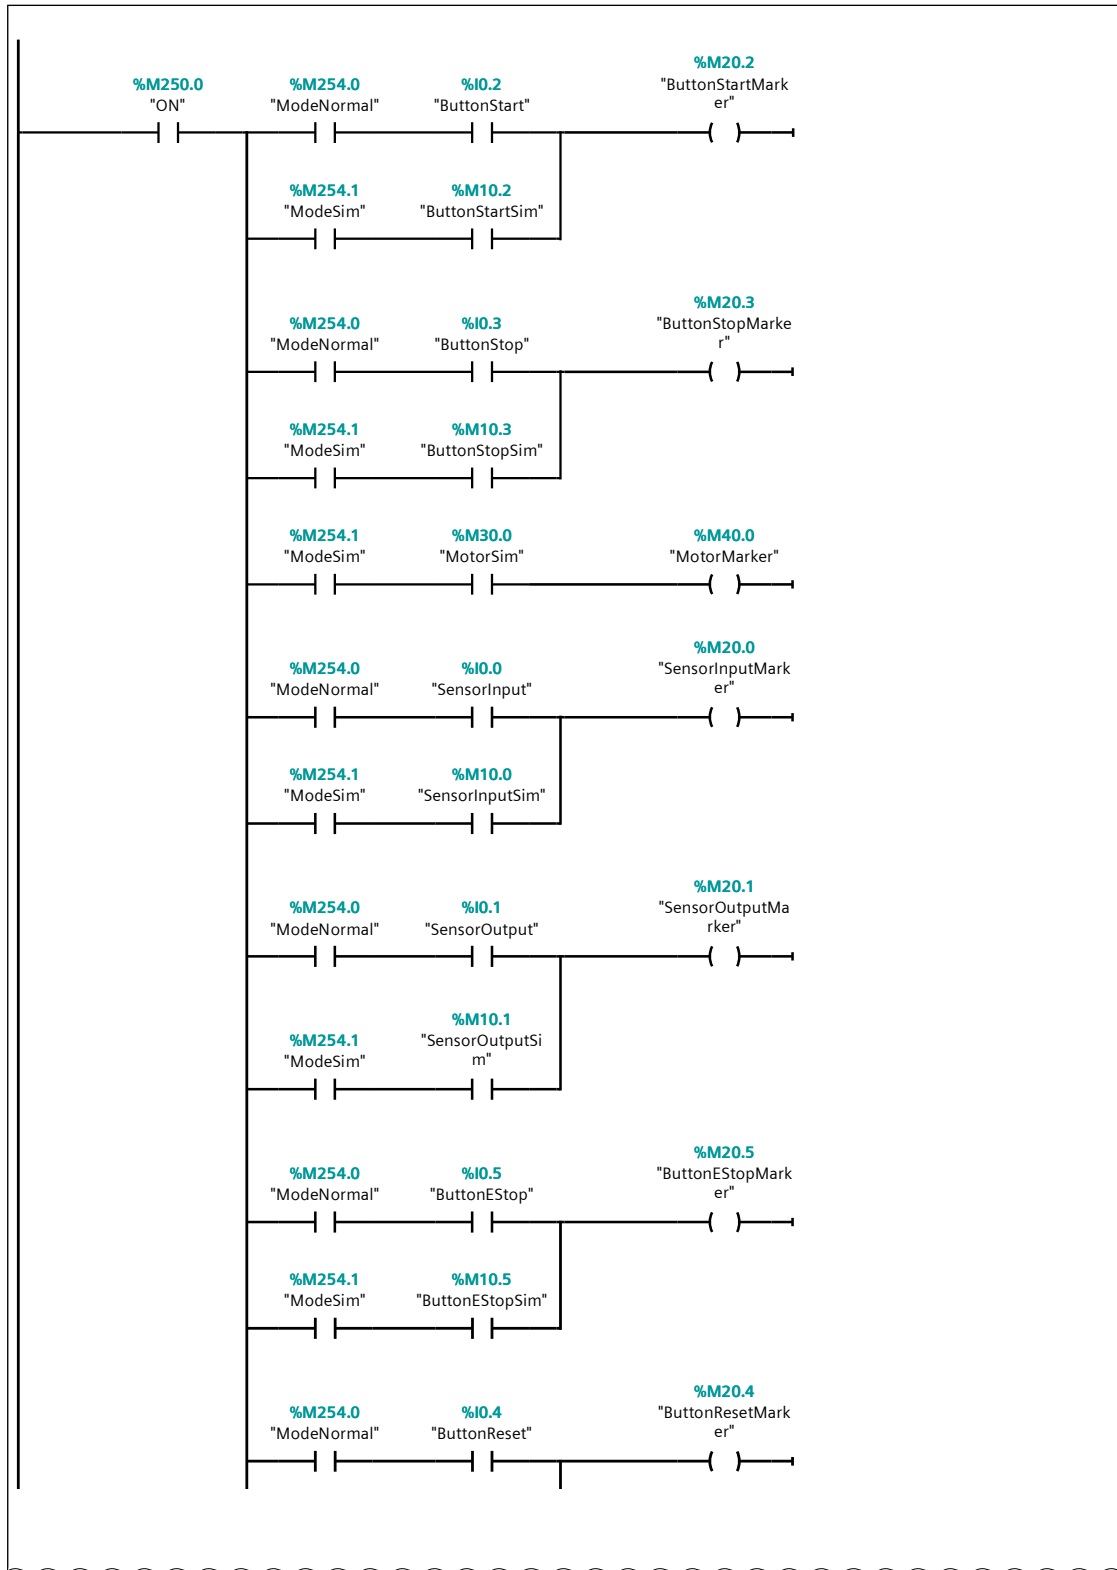 %M20.2
%M250.0 %M254.0 %I0.2 "ButtonStartMark
"ON" "ModeNormal" "ButtonStart" er"
%M254.1 %M10.2
"ModeSim" "ButtonStartSim"
%M20.3
%M254.0 %I0.3 "ButtonStopMarke
"ModeNormal" "ButtonStop" r"
%M254.1 %M10.3
"ModeSim" "ButtonStopSim"
%M254.1 %M30.0 %M40.0
"ModeSim" "MotorSim" "MotorMarker"
%M20.0
%M254.0 %I0.0 "SensorInputMark
"ModeNormal" "SensorInput" er"
%M254.1 %M10.0
"ModeSim" "SensorInputSim"
%M20.1
%M254.0 %I0.1 "SensorOutputMa
"ModeNormal" "SensorOutput" rker"
%M10.1
%M254.1 "SensorOutputSi
"ModeSim" m"
%M20.5
%M254.0 %I0.5 "ButtonEStopMark
"ModeNormal" "ButtonEStop" er"
%M254.1 %M10.5
"ModeSim" "ButtonEStopSim"
%M20.4
%M254.0 %I0.4 "ButtonResetMark
"ModeNormal" "ButtonReset" er"